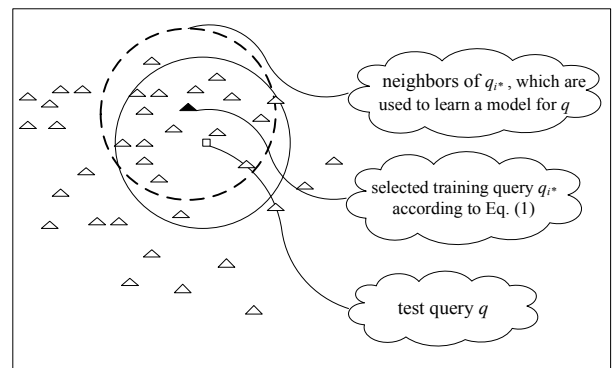 neighbors of q_{i*}, which are
used to learn a model for q
selected training query q_{i*}
according to Eq. (1)
test query q